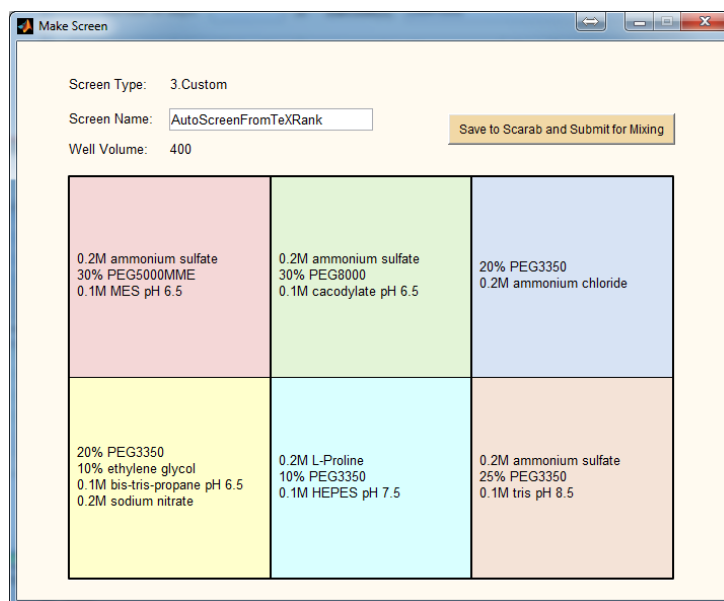 Make Screen
Screen Type: 3.Custom
Screen Name: AutoScreenFromTeXRank
Save to Scarab and Submit for Mixing
Well Volume: 400
0.2M ammonium sulfate
30% PEG5000MME
0.1M MES pH 6.5
0.2M ammonium sulfate
30% PEG8000
0.1M cacodylate pH 6.5
20% PEG3350
0.2M ammonium chloride
20% PEG3350
10% ethylene glycol
0.1M bis-tris-propane pH 6.5
0.2M sodium nitrate
0.2M L-Proline
10% PEG3350
0.1M HEPES pH 7.5
0.2M ammonium sulfate
25% PEG3350
0.1M tris pH 8.5